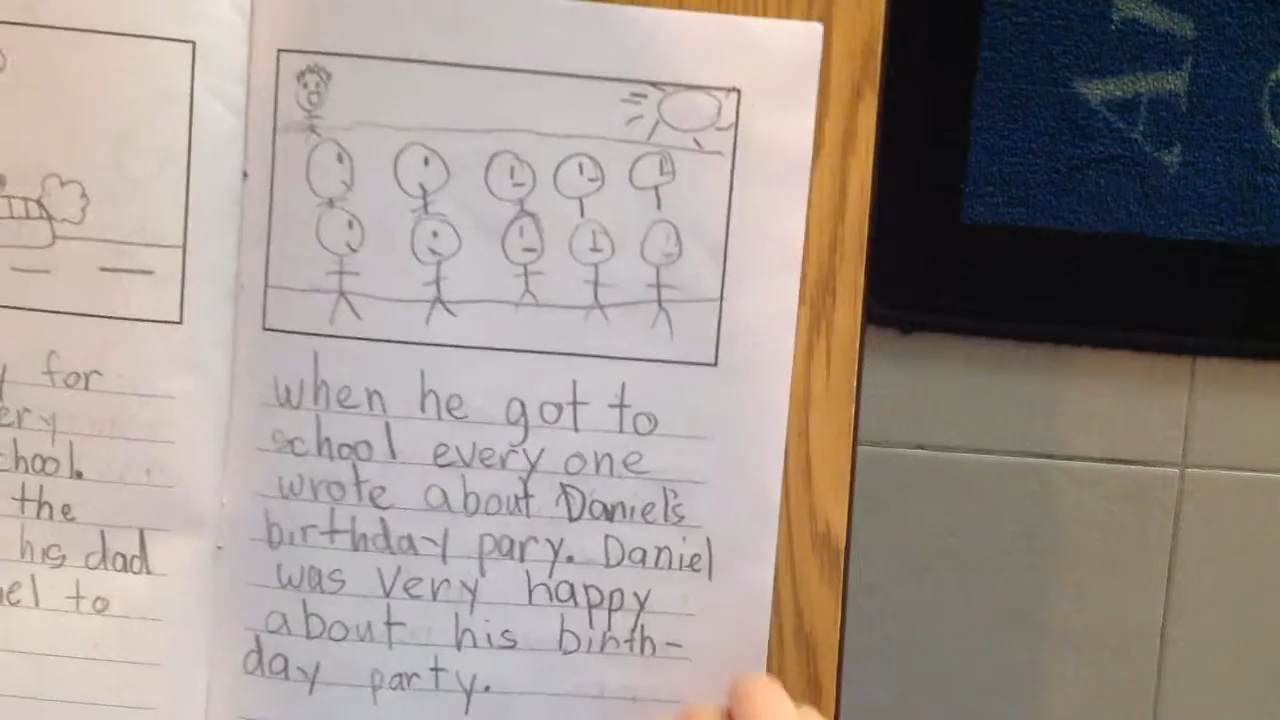 for
ery
chool.
the
his dad
el to
when he got to
school every one
wrote about Daniel's
birthday pary. Daniel
was very happy
about his birth-
day party.